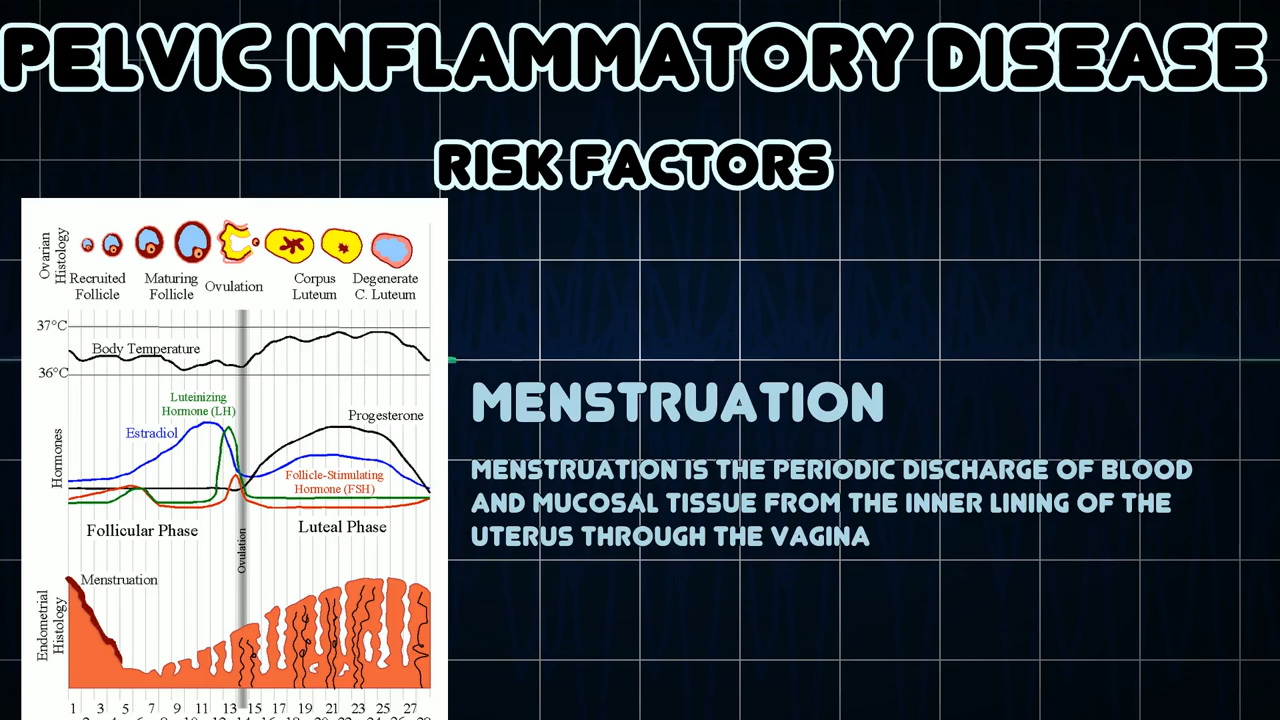 PELVIC INFLAMMATORY DISEASE
RISK FACTORS
Ovarian
Histology
Recruited
Follicle
Maturing
Follicle
Ovulation
Corpus
Luteum
Degenerate
C. Luteum
37°C
Body Temperature
36°C
Hormones
Luteinizing
Hormone (LH)
Estradiol
Progesterone
Follicle-Stimulating
Hormone (FSH)
Follicular Phase
Ovulation
Luteal Phase
Endometrial
Histology
Menstruation
1 3 5 7 9 11 13 15 17 19 21 23 25 27
MENSTRUATION
MENSTRUATION IS THE PERIODIC DISCHARGE OF BLOOD
AND MUCOSAL TISSUE FROM THE INNER LINING OF THE
UTERUS THROUGH THE VAGINA